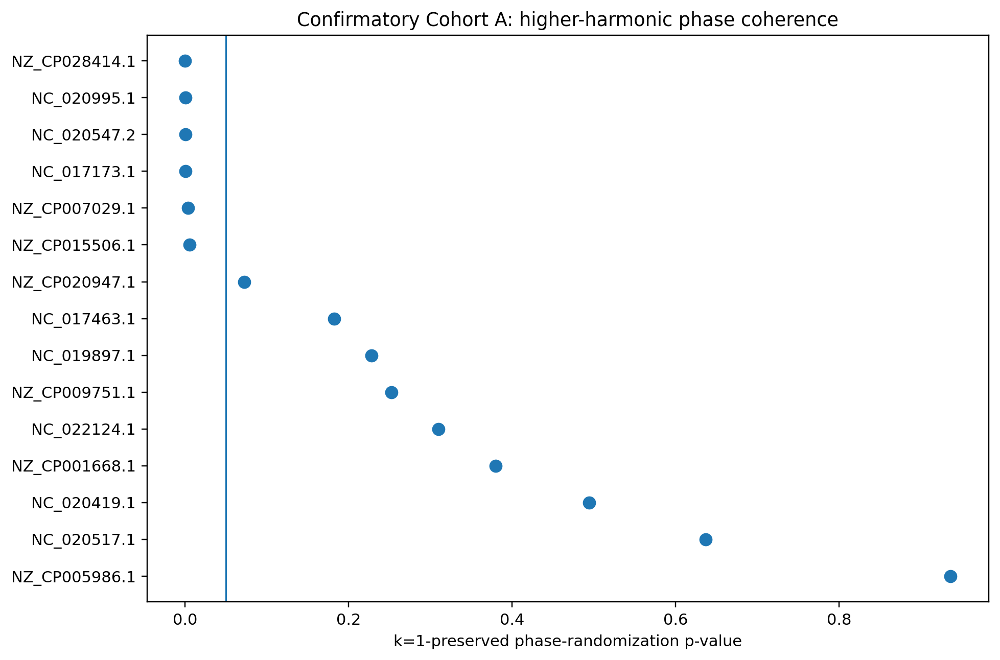 Confirmatory Cohort A: higher-harmonic phase coherence
NZ_CP028414.1
NC_020995.1
NC_020547.2
NC_017173.1
NZ_CP007029.1
NZ_CP015506.1
NZ_CP020947.1
NC_017463.1
NC_019897.1
NZ_CP009751.1
NC_022124.1
NZ_CP001668.1
NC_020419.1
NC_020517.1
NZ_CP005986.1
0.0 0.2 0.4 0.6 0.8
k=1-preserved phase-randomization p-value